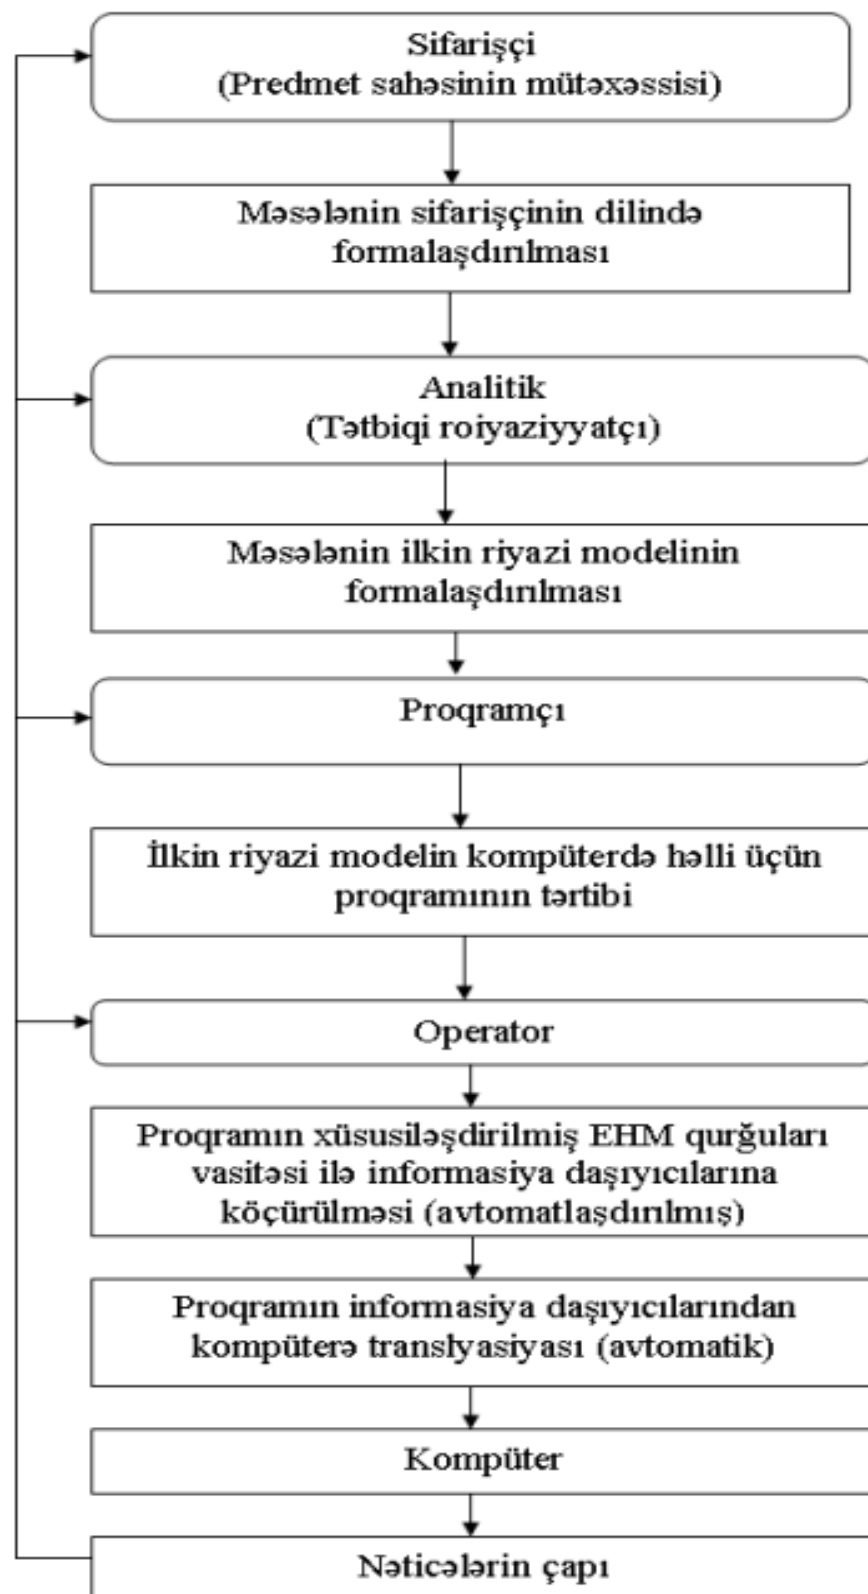 Sifarişçi
(Predmet sahəsinin mütəxəssisi)
Məsələnin sifarişçinin dilində
formalaşdırılması
Analitik
(Tətbiqi roiyaziyyatçı)
Məsələnin ilkin riyazi modelinin
formalaşdırılması
Proqramçı
İlkin riyazi modelin kompüterdə həlli üçün
proqramının tərtibi
Operator
Proqramın xüsusiləşdirilmiş EHM qurğuları
vasitəsi ilə informasiya daşıyıcılarına
köçürülməsi (avtomatlaşdırılmış)
Proqramın informasiya daşıyıcılarından
kompüterə translyasiyası (avtomatik)
Kompüter
Nəticələrin çapı